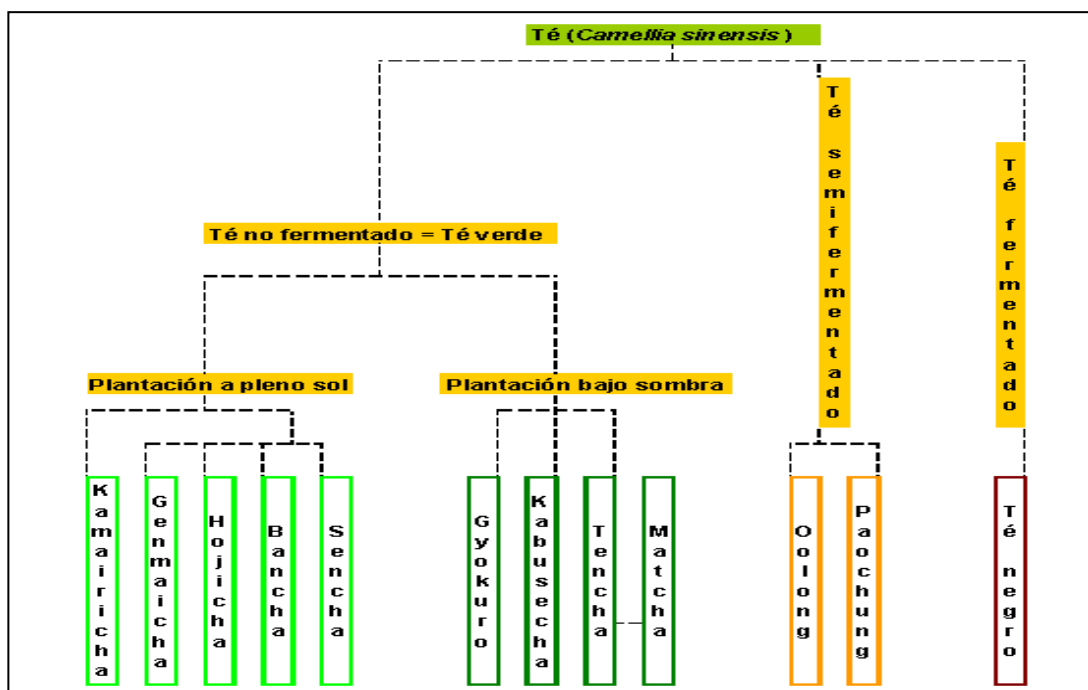 Té (Camellia sinensis)
Té semifermentado
Té fermentado
Té no fermentado = Té verde
Plantación a pleno sol
Plantación bajo sombra
Kamairicha
Genmaicha
Hojicha
Bancha
Sencha
Gyokuro
Kabusecha
Tencha
Matcha
Oolong
Paochung
Té negro